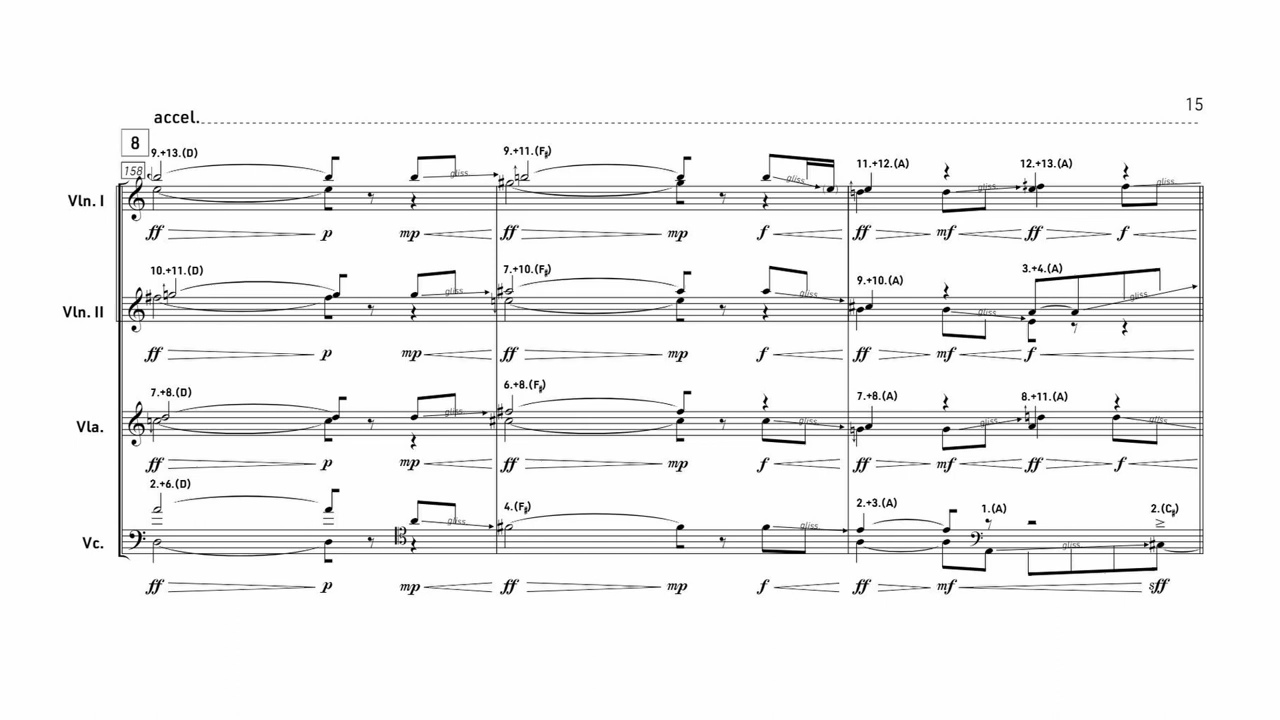 15
accel.
8
158
9.+13.(D) 9.+11.(F♯) 11.+12.(A) 12.+13.(A)
Vln. I
gliss. gliss. gliss. gliss.
ff p mp ff mp f ff mf ff f
10.+11.(D) 7.+10.(F♯) 9.+10.(A) 3.+4.(A)
Vln. II
gliss. gliss. gliss. gliss.
ff p mp ff mp f ff mf f
7.+8.(D) 6.+8.(F♯) 7.+8.(A) 8.+11.(A)
Vla.
gliss. gliss. gliss. gliss.
ff p mp ff mp f ff mf ff f
2.+6.(D) 4.(F♯) 2.+3.(A) 1.(A) 2.(C♯)
Vc.
gliss. gliss. gliss.
ff p mp ff mp f ff mf sff